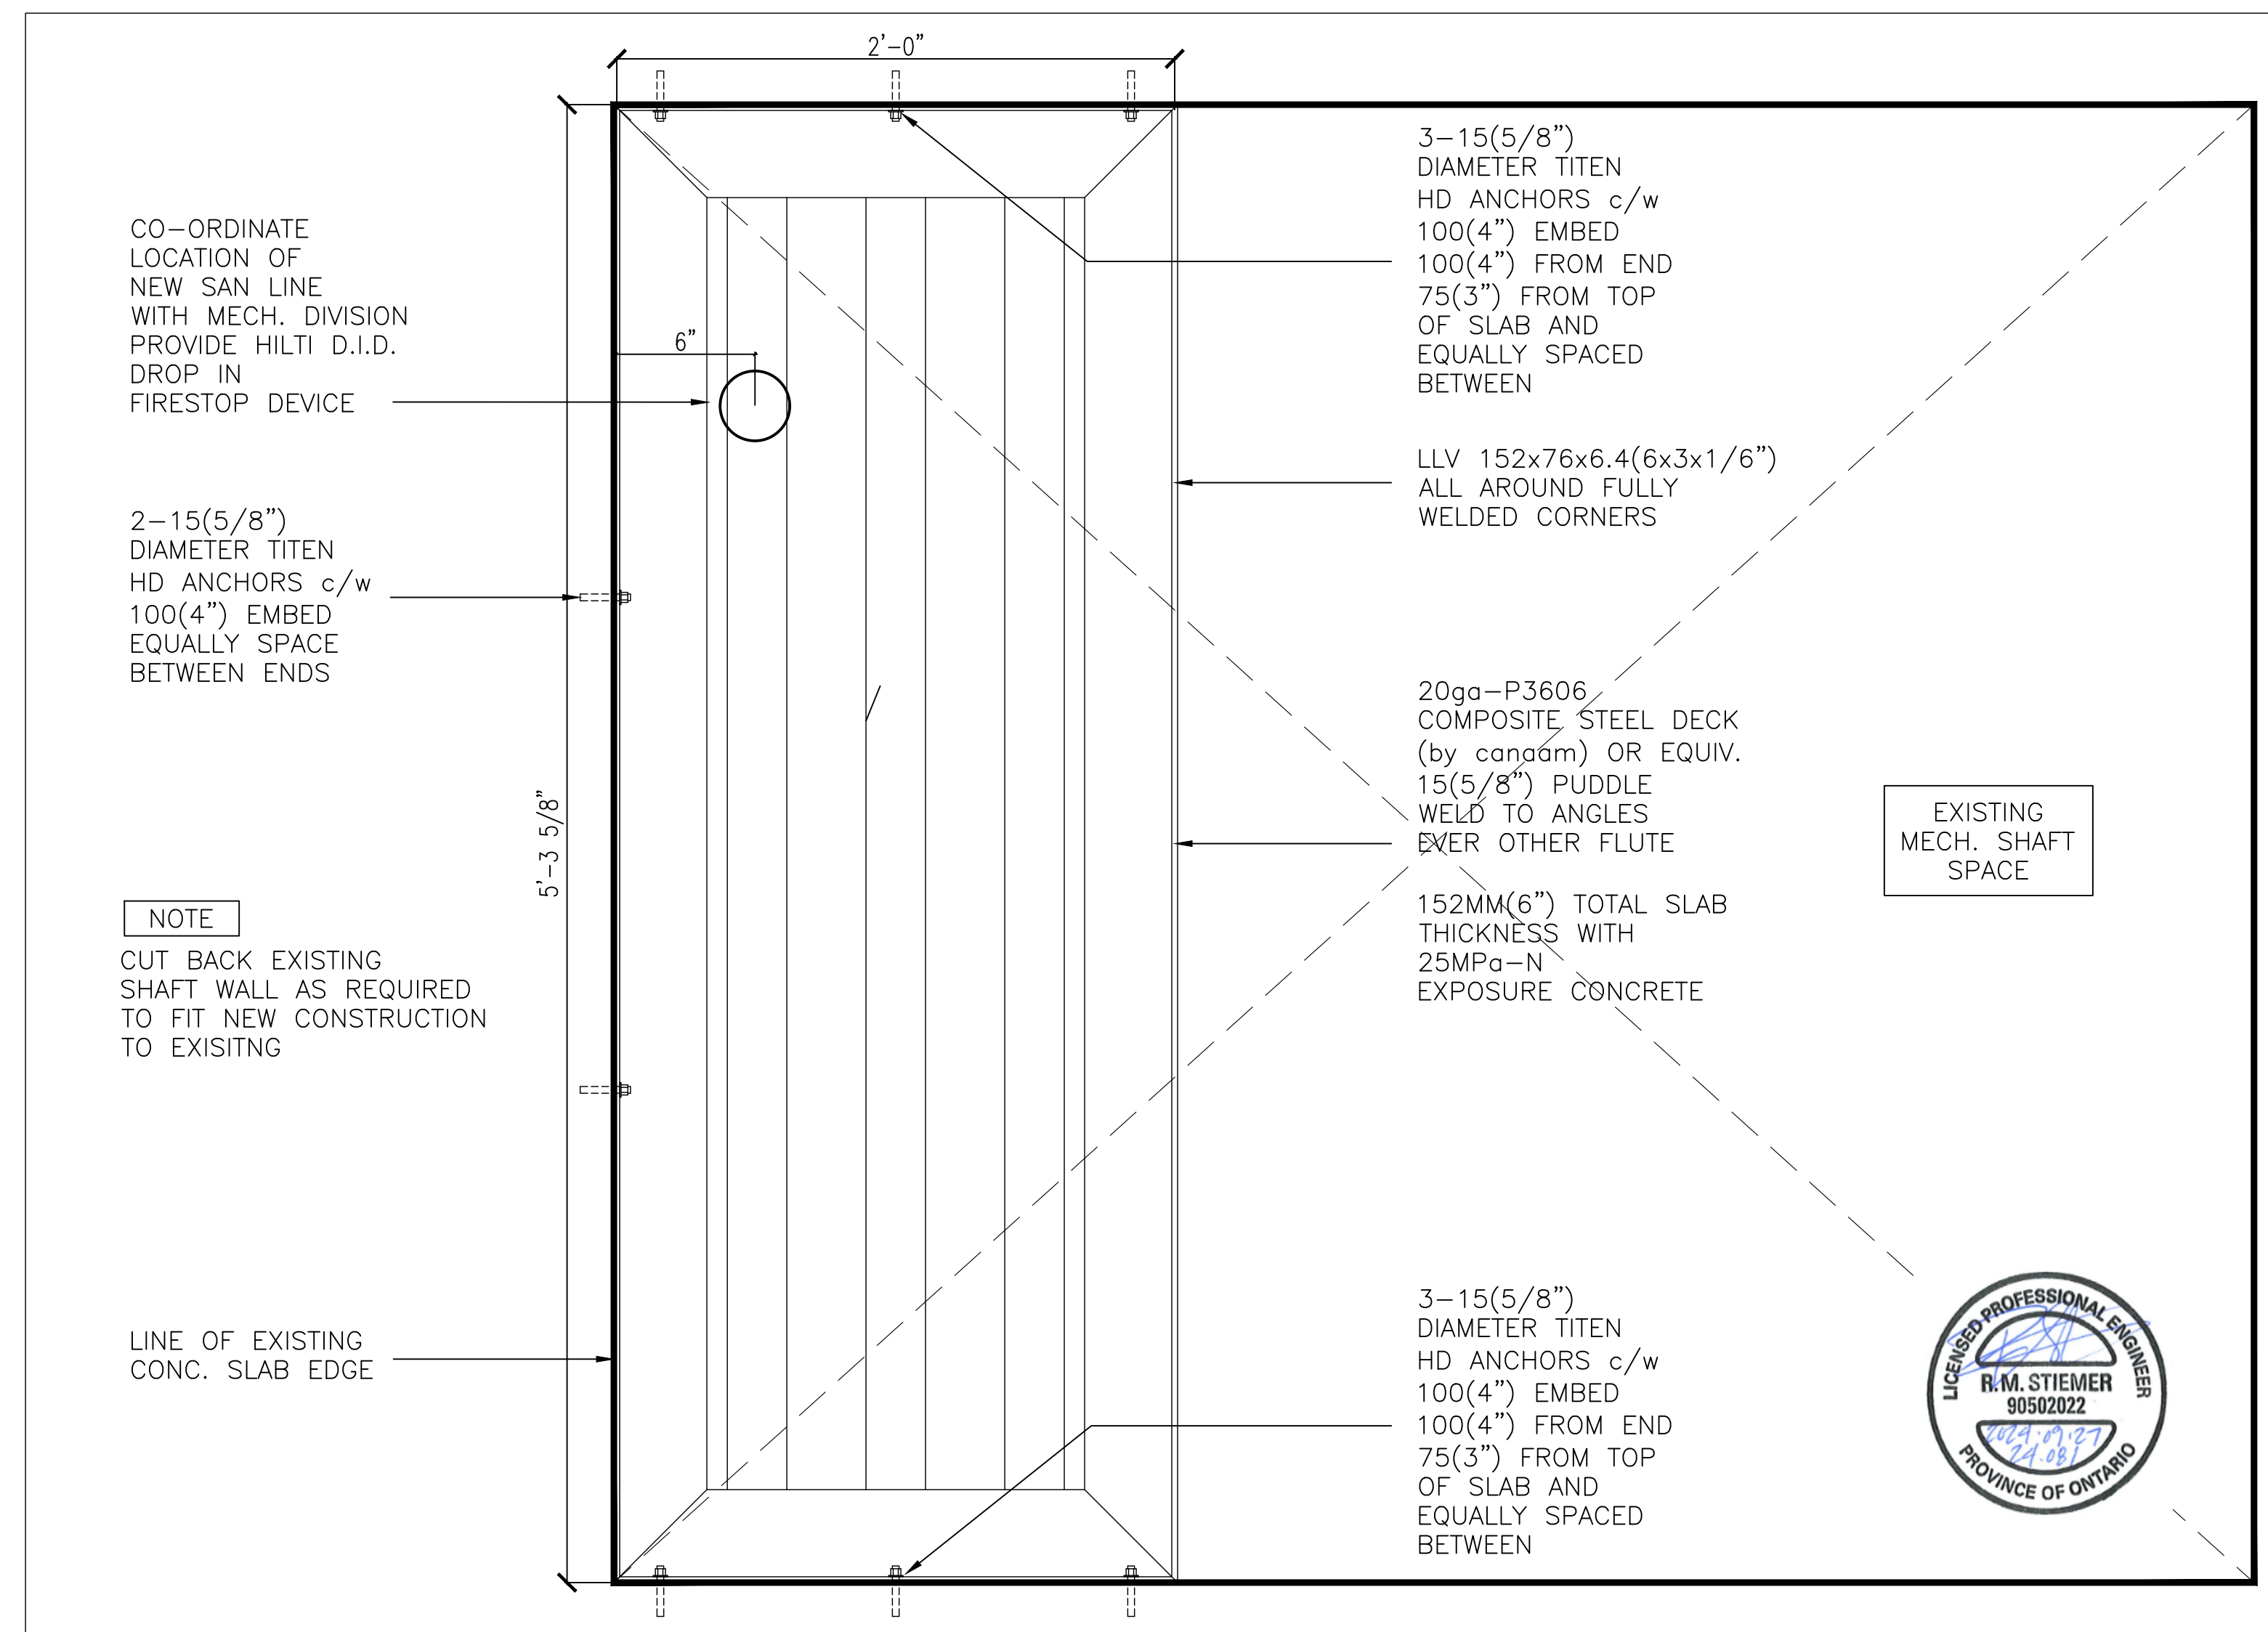 2'-0"
CO-ORDINATE
LOCATION OF
NEW SAN LINE
WITH MECH. DIVISION
PROVIDE HILTI D.I.D.
DROP IN
FIRESTOP DEVICE
6"
2-15(5/8")
DIAMETER TITEN
HD ANCHORS c/w
100(4") EMBED
EQUALLY SPACE
BETWEEN ENDS
5'-3 5/8"
NOTE
CUT BACK EXISTING
SHAFT WALL AS REQUIRED
TO FIT NEW CONSTRUCTION
TO EXISITNG
LINE OF EXISTING
CONC. SLAB EDGE
3-15(5/8")
DIAMETER TITEN
HD ANCHORS c/w
100(4") EMBED
100(4") FROM END
75(3") FROM TOP
OF SLAB AND
EQUALLY SPACED
BETWEEN
LLV 152x76x6.4(6x3x1/6")
ALL AROUND FULLY
WELDED CORNERS
20ga-P3606
COMPOSITE STEEL DECK
(by canaam) OR EQUIV.
15(5/8") PUDDLE
WELD TO ANGLES
EVER OTHER FLUTE
152MM(6") TOTAL SLAB
THICKNESS WITH
25MPa-N
EXPOSURE CONCRETE
EXISTING
MECH. SHAFT
SPACE
3-15(5/8")
DIAMETER TITEN
HD ANCHORS c/w
100(4") EMBED
100(4") FROM END
75(3") FROM TOP
OF SLAB AND
EQUALLY SPACED
BETWEEN
LICENSED PROFESSIONAL ENGINEER
R.M. STIEMER
90502022
2024.09.27
24.081
PROVINCE OF ONTARIO